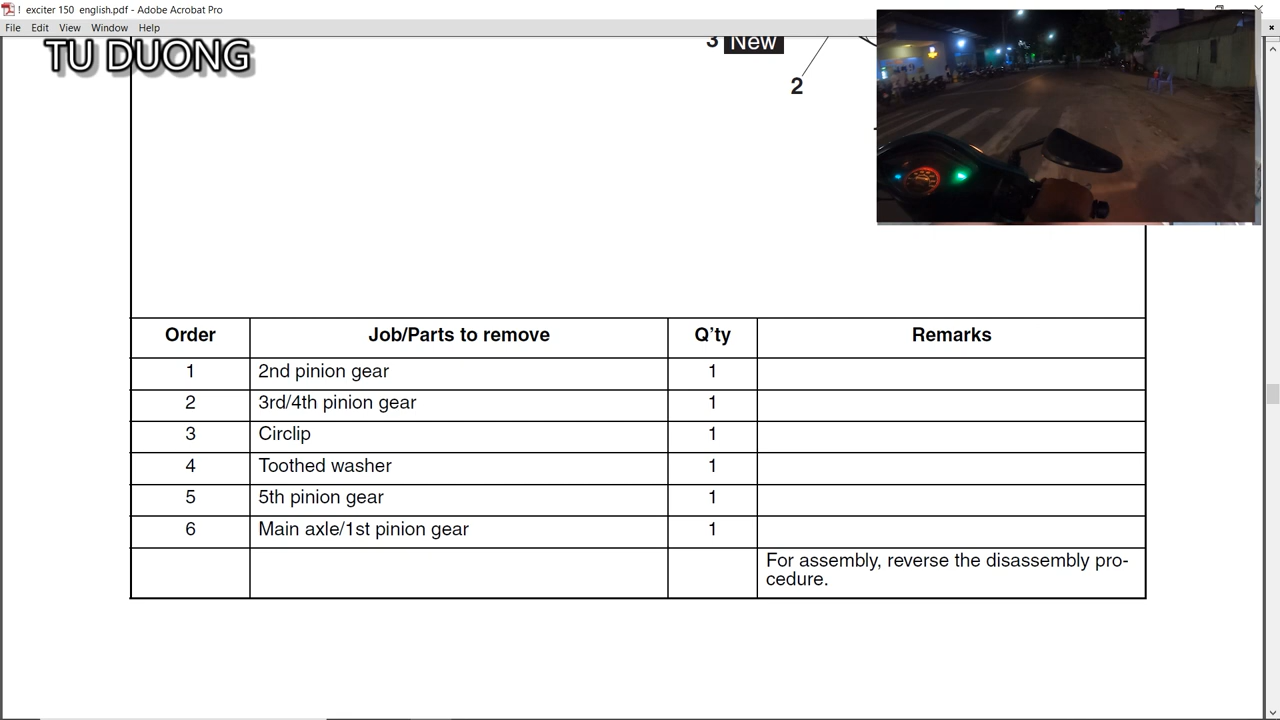 ! exciter 150 english.pdf - Adobe Acrobat Pro
File Edit View Window Help
TU DUONG
3 New
2
Order Job/Parts to remove Q’ty Remarks
1 2nd pinion gear 1
2 3rd/4th pinion gear 1
3 Circlip 1
4 Toothed washer 1
5 5th pinion gear 1
6 Main axle/1st pinion gear 1
For assembly, reverse the disassembly pro-
cedure.